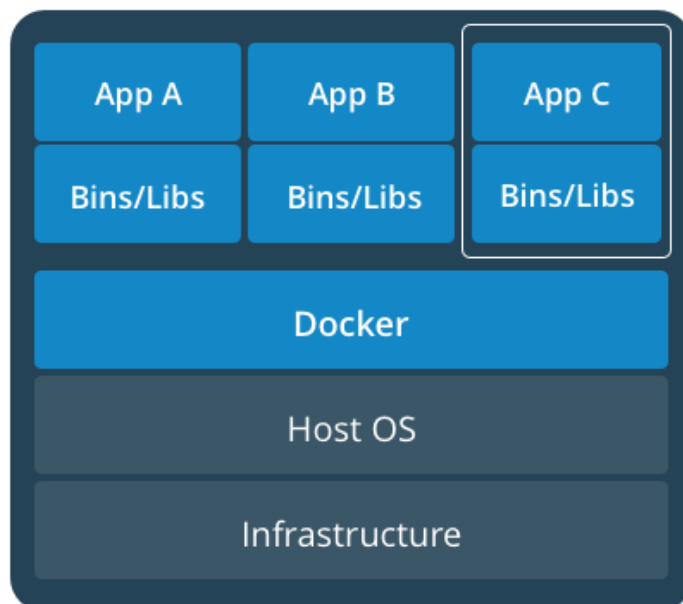 App A App B App C
Bins/Libs Bins/Libs Bins/Libs
Docker
Host OS
Infrastructure